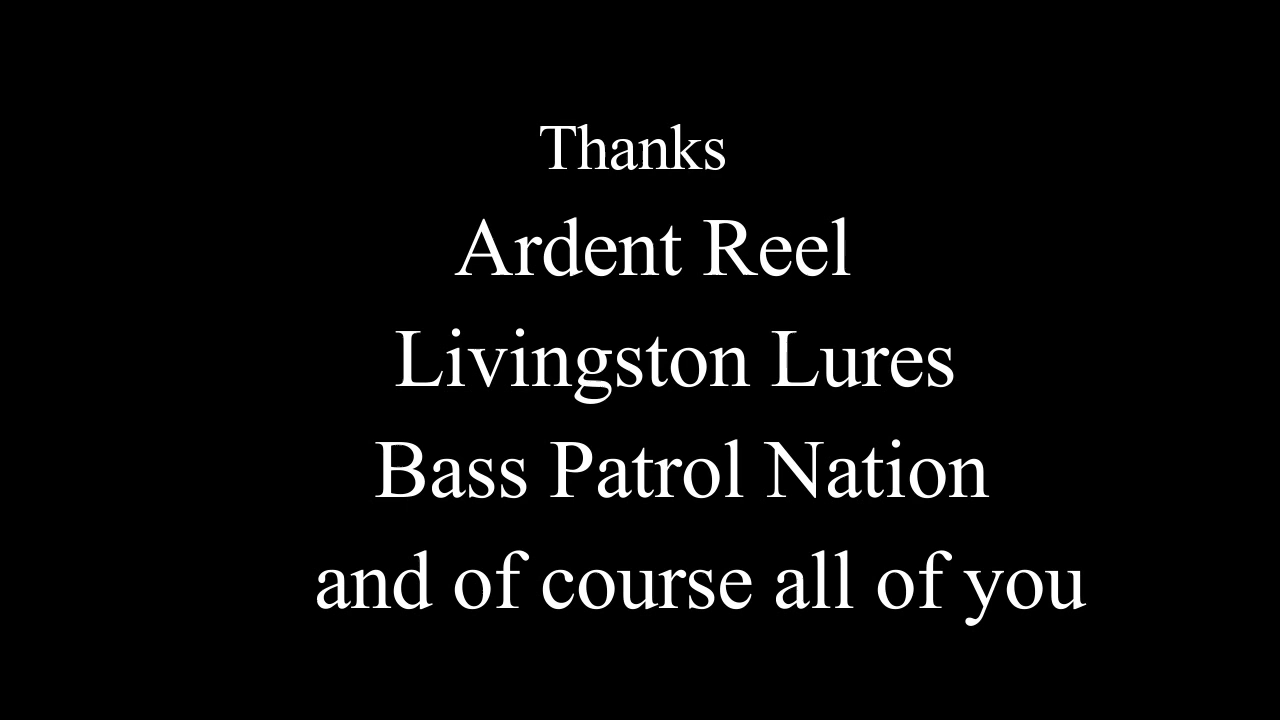 Thanks
Ardent Reel
Livingston Lures
Bass Patrol Nation
and of course all of you